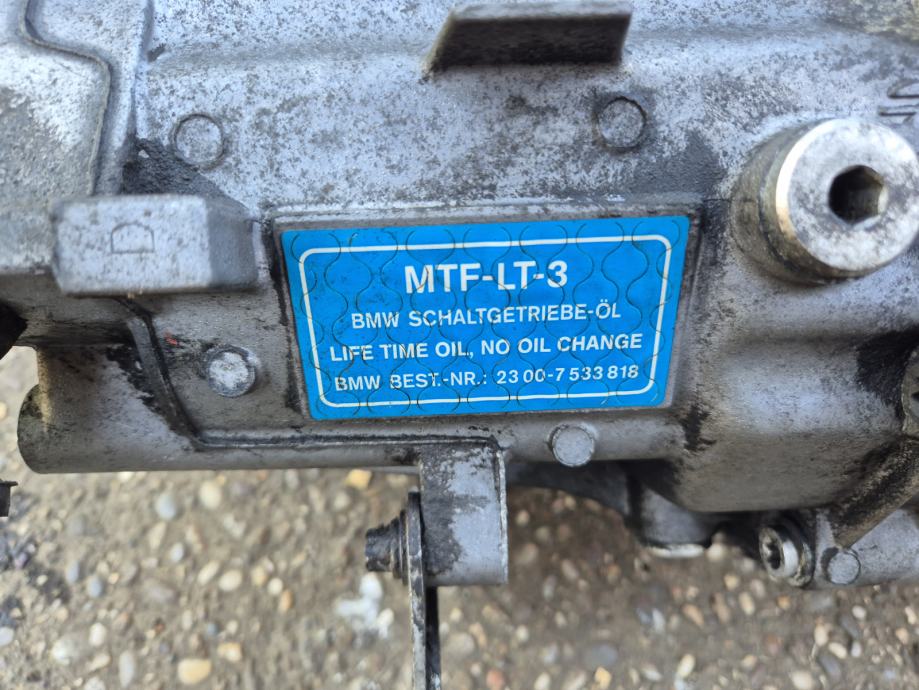 MTF-LT-3
BMW SCHALTGETRIEBE-ÖL
LIFE TIME OIL, NO OIL CHANGE
BMW BEST.-NR.: 23 00-7 533 818
D